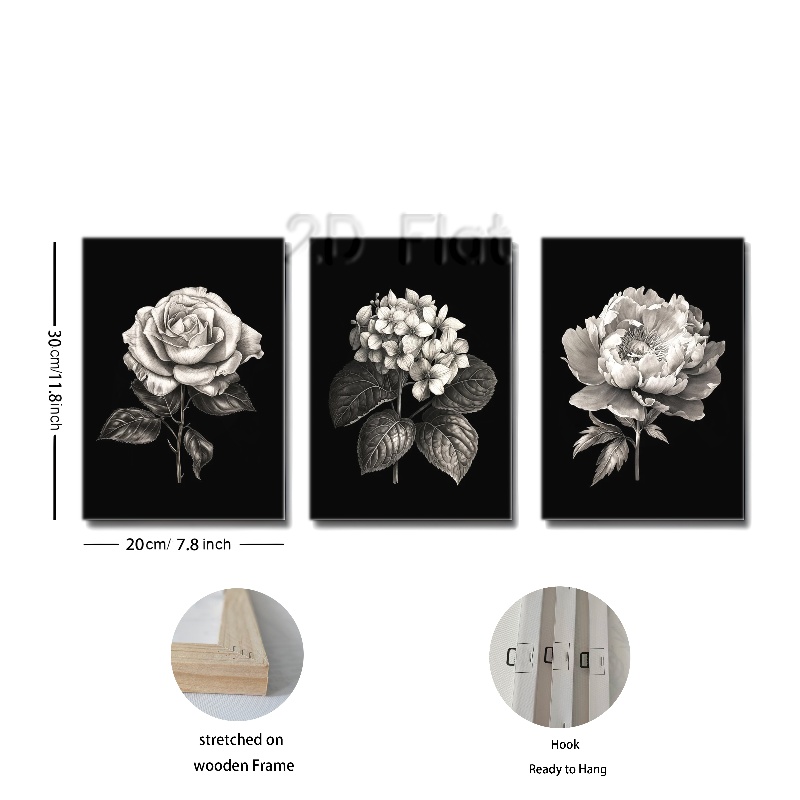 2D Flat
30cm/11.8inch
20cm/ 7.8 inch
stretched on
wooden Frame
Hook
Ready to Hang